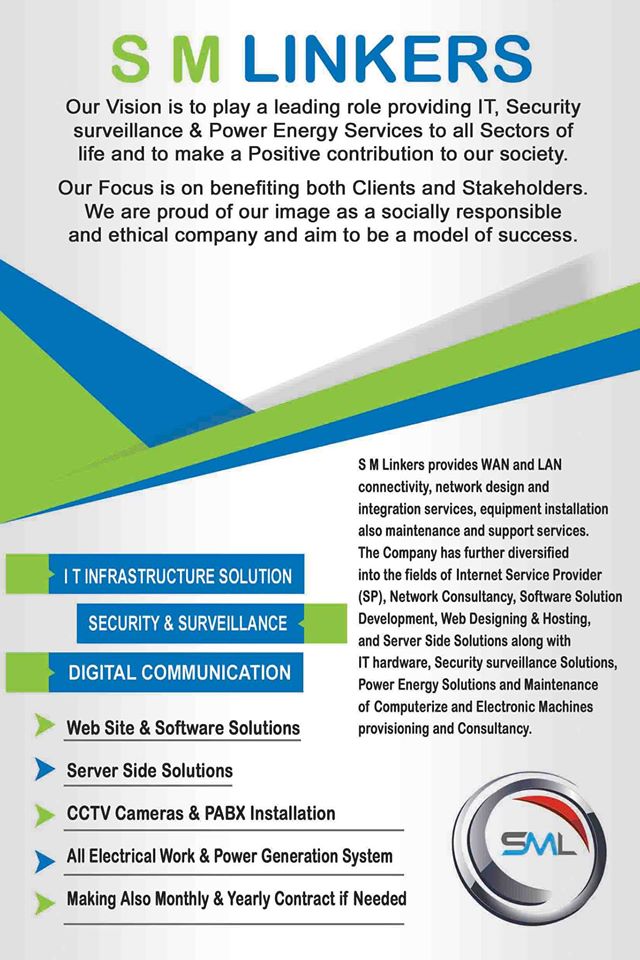 S M LINKERS
Our Vision is to play a leading role providing IT, Security
surveillance & Power Energy Services to all Sectors of
life and to make a Positive contribution to our society.
Our Focus is on benefiting both Clients and Stakeholders.
We are proud of our image as a socially responsible
and ethical company and aim to be a model of success.
S M Linkers provides WAN and LAN
connectivity, network design and
integration services, equipment installation
also maintenance and support services.
The Company has further diversified
into the fields of Internet Service Provider
(SP), Network Consultancy, Software Solution
Development, Web Designing & Hosting,
and Server Side Solutions along with
IT hardware, Security surveillance Solutions,
Power Energy Solutions and Maintenance
of Computerize and Electronic Machines
provisioning and Consultancy.
I T INFRASTRUCTURE SOLUTION
SECURITY & SURVEILLANCE
DIGITAL COMMUNICATION
Web Site & Software Solutions
Server Side Solutions
CCTV Cameras & PABX Installation
All Electrical Work & Power Generation System
Making Also Monthly & Yearly Contract if Needed
SML